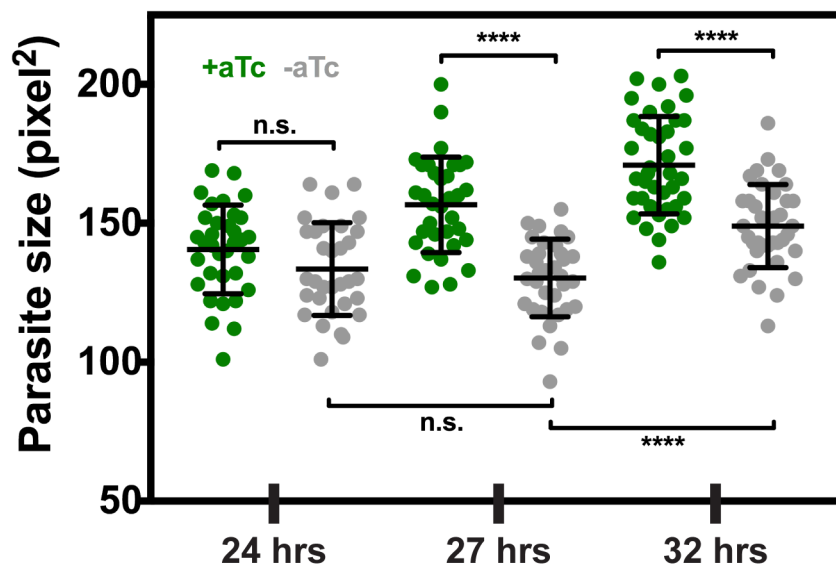 +aTc -aTc
****
****
n.s.
200
150
100
50
Parasite size (pixel²)
n.s.
****
24 hrs 27 hrs 32 hrs